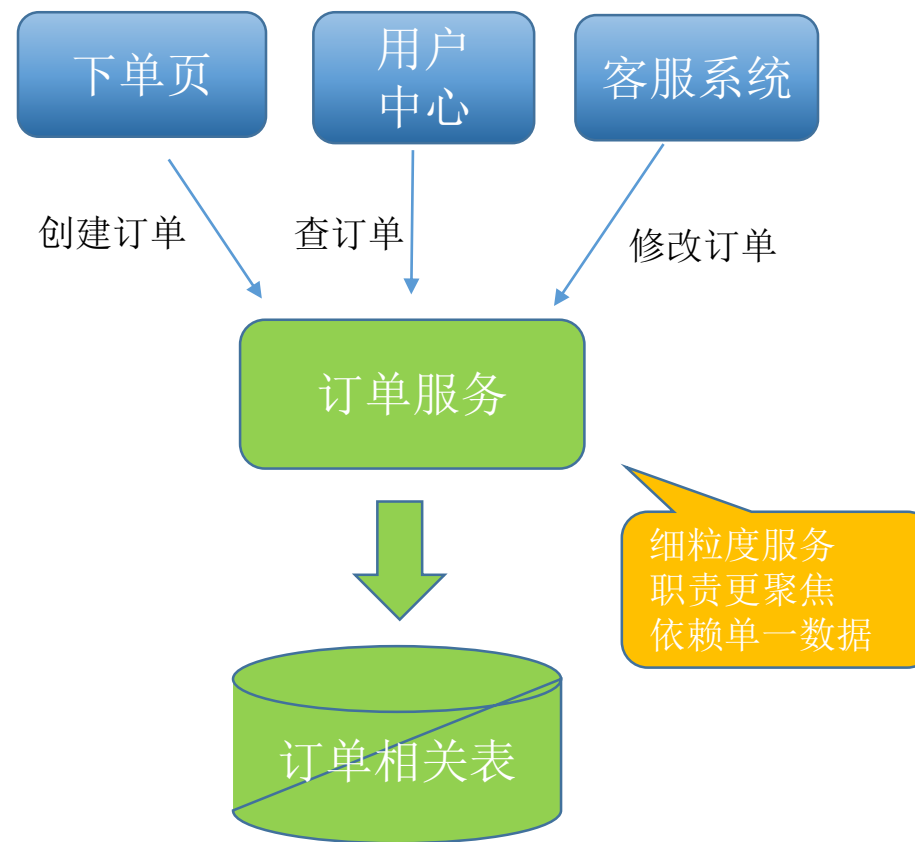 下单页
用户
中心
客服系统
创建订单
查订单
修改订单
订单服务
细粒度服务
职责更聚焦
依赖单一数据
订单相关表